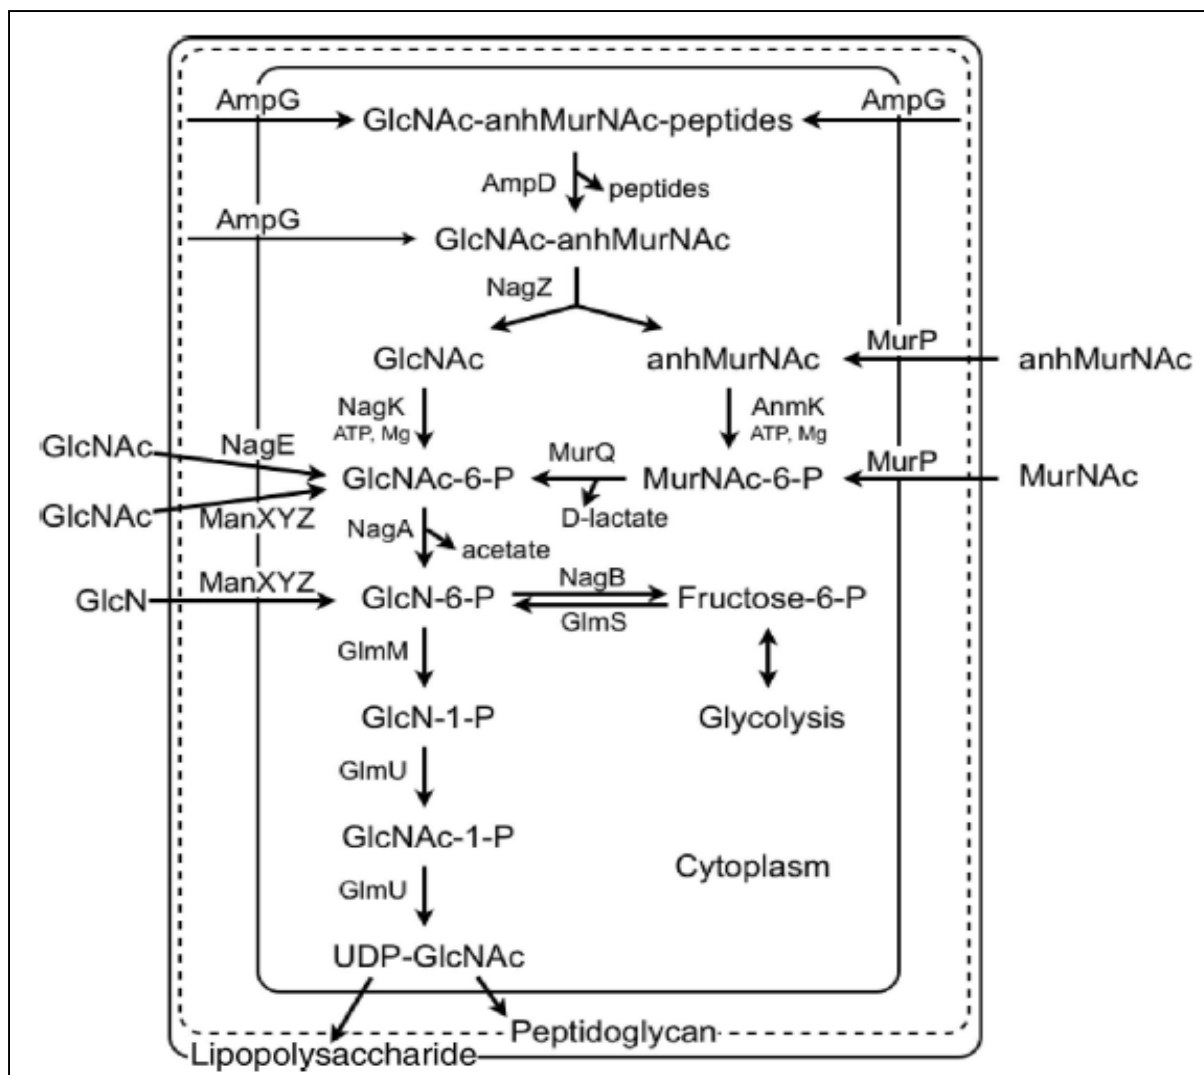 AmpG GlcNAc-anhMurNAc-peptides AmpG
AmpD peptides
AmpG GlcNAc-anhMurNAc
NagZ
GlcNAc anhMurNAc MurP anhMurNAc
NagK AnmK
ATP, Mg ATP, Mg
GlcNAc NagE MurQ MurP
GlcNAc-6-P MurNAc-6-P MurNAc
GlcNAc ManXYZ NagA D-lactate
acetate
GlcN ManXYZ GlcN-6-P NagB Fructose-6-P
GlmS
GlmM
GlcN-1-P Glycolysis
GlmU
GlcNAc-1-P
Cytoplasm
GlmU
UDP-GlcNAc
Peptidoglycan
Lipopolysaccharide